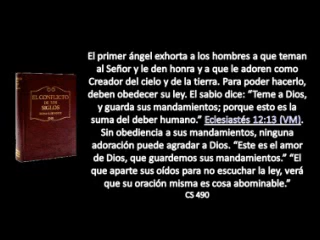 El primer ángel exhorta a los hombres a que teman
al Señor y le den honra y a que le adoren como
Creador del cielo y de la tierra. Para poder hacerlo,
deben obedecer su ley. El sabio dice: “Teme a Dios,
y guarda sus mandamientos; porque esto es la
suma del deber humano.” Eclesiastés 12:13 (VM).
Sin obediencia a sus mandamientos, ninguna
adoración puede agradar a Dios. “Este es el amor
de Dios, que guardemos sus mandamientos.” “El
que aparte sus oídos para no escuchar la ley, verá
que su oración misma es cosa abominable.”
CS 490
EL CONFLICTO
DE LOS
SIGLOS